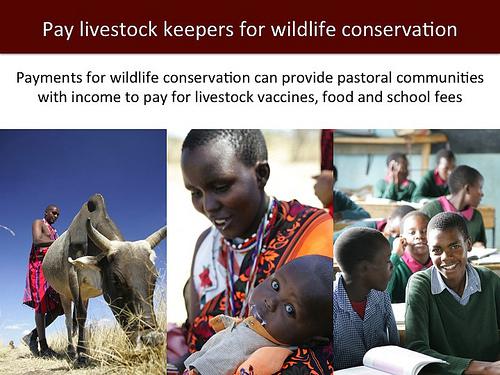 Pay livestock keepers for wildlife conservation
Payments for wildlife conservation can provide pastoral communities
with income to pay for livestock vaccines, food and school fees